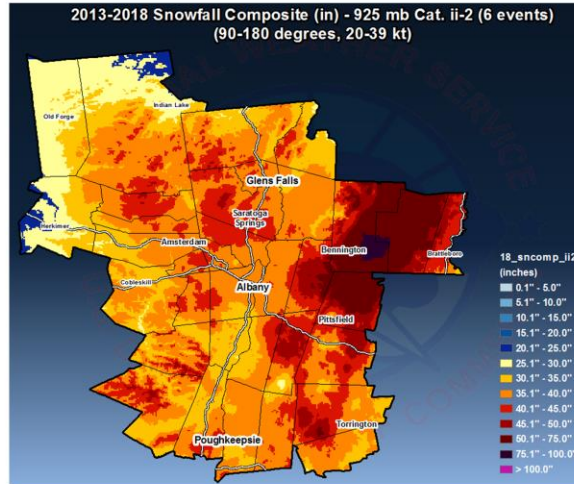 2013-2018 Snowfall Composite (in) - 925 mb Cat. ii-2 (6 events)
(90-180 degrees, 20-39 kt)
Indian Lake
Old Forge
Glens Falls
Saratoga
Springs
Herkimer
Amsterdam
Bennington
Brattleboro
Cobleskill
Albany
Pittsfield
Torrington
Poughkeepsie
18_sncomp_ii2
(inches)
0.1" - 5.0"
5.1" - 10.0"
10.1" - 15.0"
15.1" - 20.0"
20.1" - 25.0"
25.1" - 30.0"
30.1" - 35.0"
35.1" - 40.0"
40.1" - 45.0"
45.1" - 50.0"
50.1" - 75.0"
75.1" - 100.0"
> 100.0"